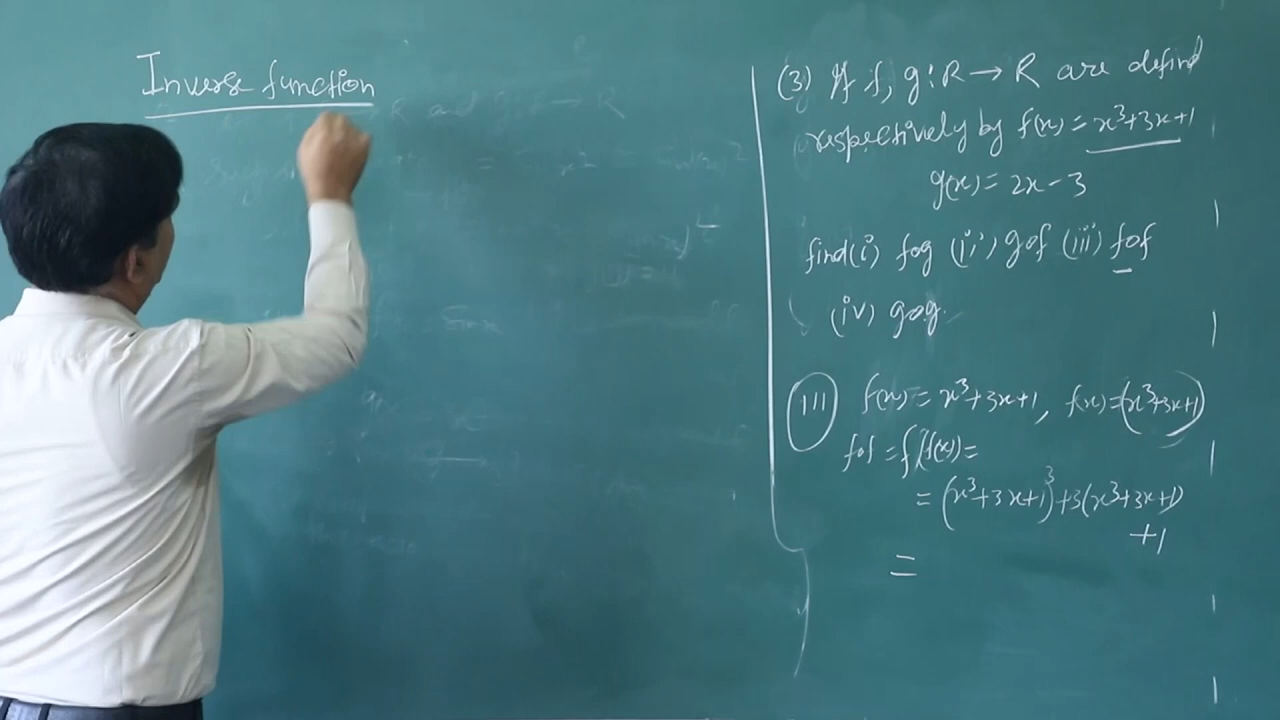 Inverse function
(3) If f, g : R → R are defind
respectively by f(x) = x³+3x+1
g(x) = 2x - 3
find (i) fog (ii) gof (iii) fof
(iv) gog.
(iii) f(x) = x³+3x+1, f(x)=(x³+3x+1)
fof = f(f(x)) =
= (x³+3x+1)³+3(x³+3x+1)
+1
=